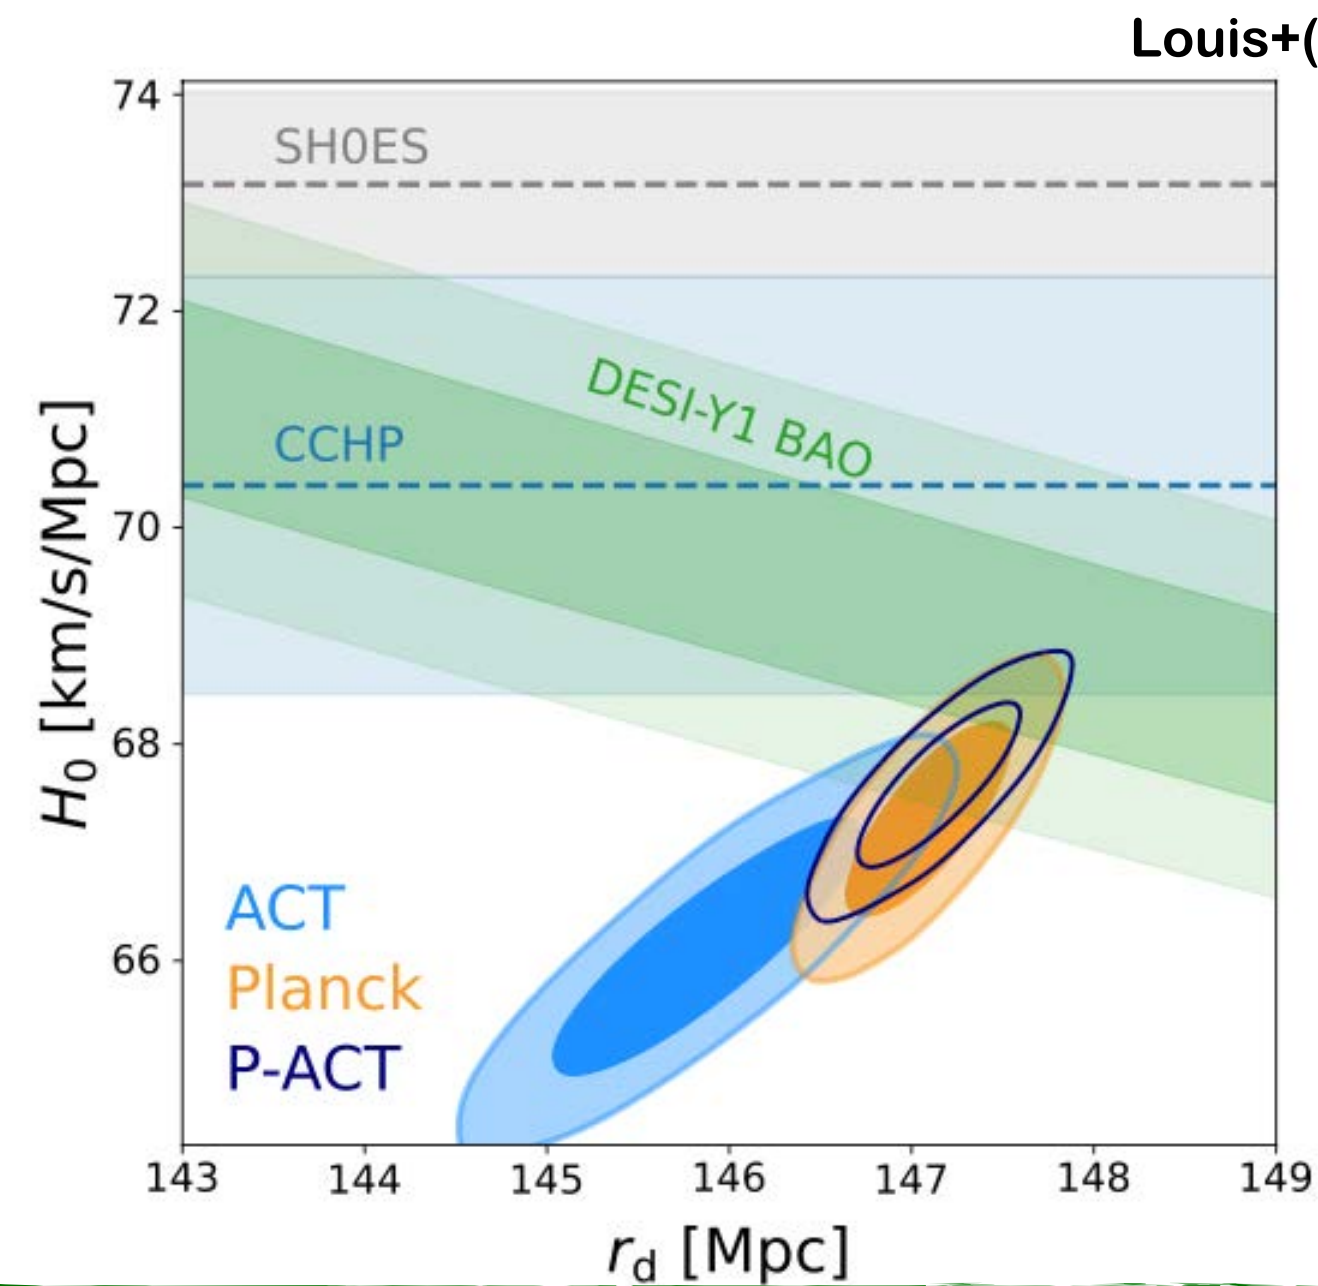 Louis+(
74
SH0ES
72
DESI-Y1 BAO
CCHP
70
H₀ [km/s/Mpc]
68
ACT
66
Planck
P-ACT
143 144 145 146 147 148 149
r_d [Mpc]